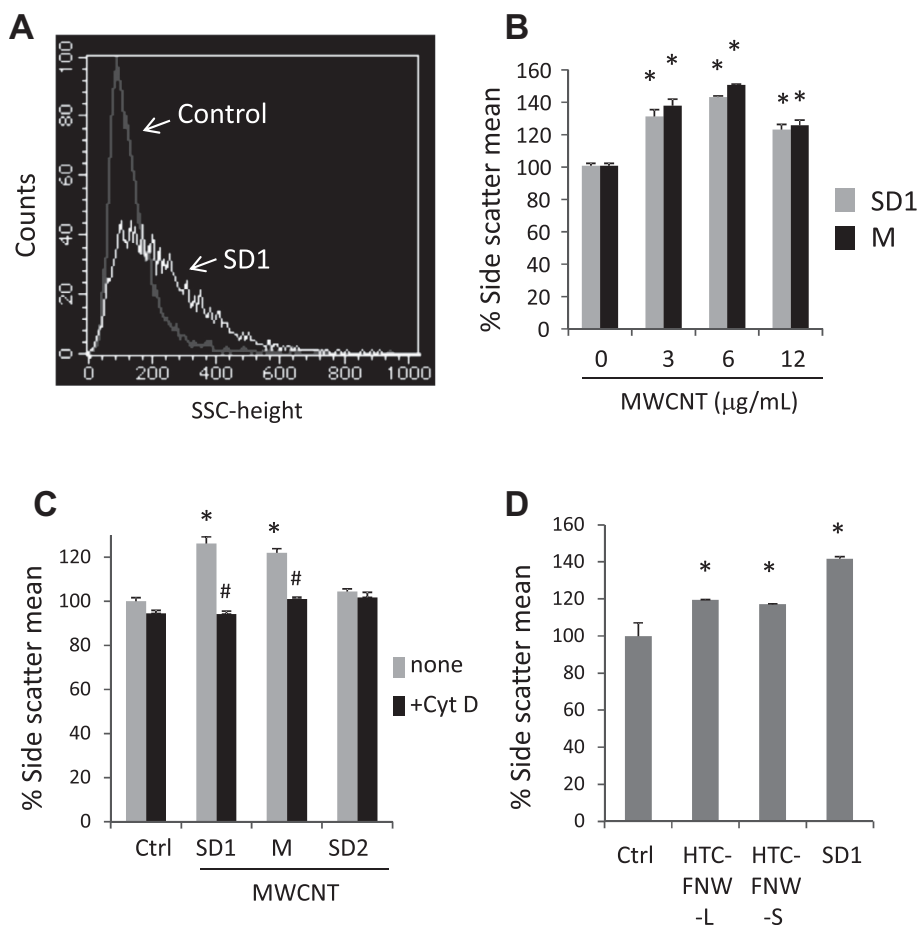 A
100
80
60
40
20
0
Counts
Control
SD1
0 200 400 600 800 1000
SSC-height
B
160
140
120
100
80
60
40
20
0
% Side scatter mean
* * * * * *
0 3 6 12
MWCNT (μg/mL)
SD1
M
C
120
100
80
60
40
20
0
% Side scatter mean
* # * #
Ctrl SD1 M SD2
MWCNT
none
+Cyt D
D
160
140
120
100
80
60
40
20
0
% Side scatter mean
* * *
Ctrl HTC- HTC- SD1
FNW FNW
-L -S